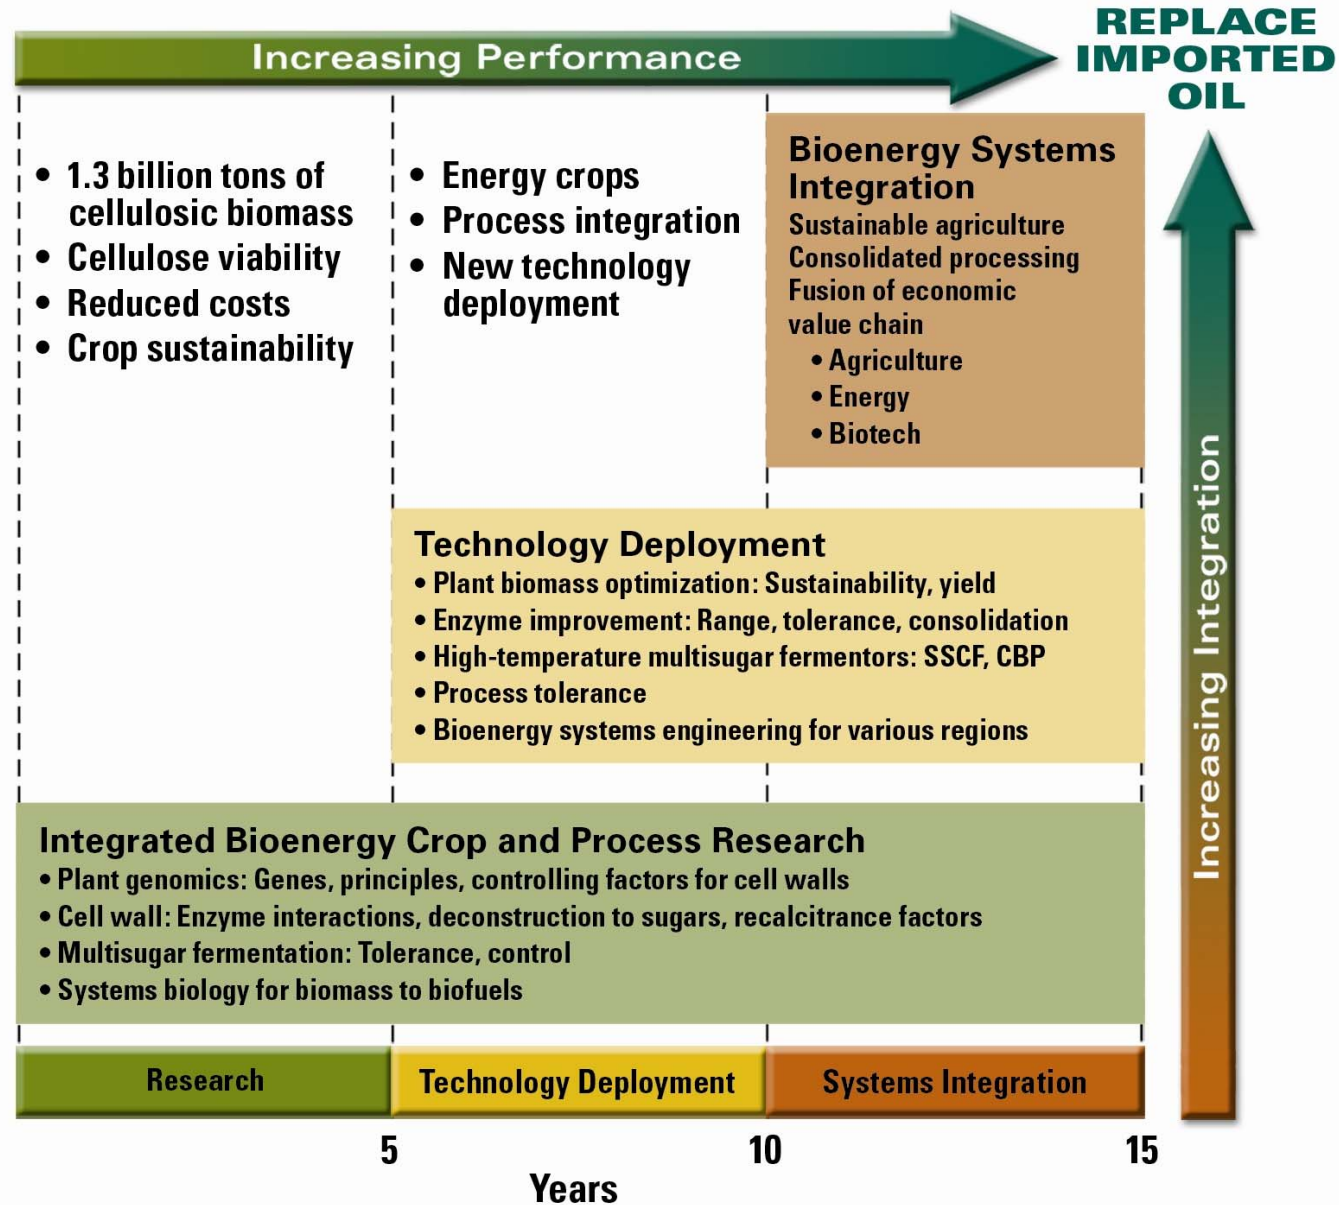 Increasing Performance
REPLACE
IMPORTED
OIL
• 1.3 billion tons of
cellulosic biomass
• Cellulose viability
• Reduced costs
• Crop sustainability
• Energy crops
• Process integration
• New technology
deployment
Bioenergy Systems
Integration
Sustainable agriculture
Consolidated processing
Fusion of economic
value chain
• Agriculture
• Energy
• Biotech
Technology Deployment
• Plant biomass optimization: Sustainability, yield
• Enzyme improvement: Range, tolerance, consolidation
• High-temperature multisugar fermentors: SSCF, CBP
• Process tolerance
• Bioenergy systems engineering for various regions
Integrated Bioenergy Crop and Process Research
• Plant genomics: Genes, principles, controlling factors for cell walls
• Cell wall: Enzyme interactions, deconstruction to sugars, recalcitrance factors
• Multisugar fermentation: Tolerance, control
• Systems biology for biomass to biofuels
Increasing Integration
Research
Technology Deployment
Systems Integration
5
10
15
Years